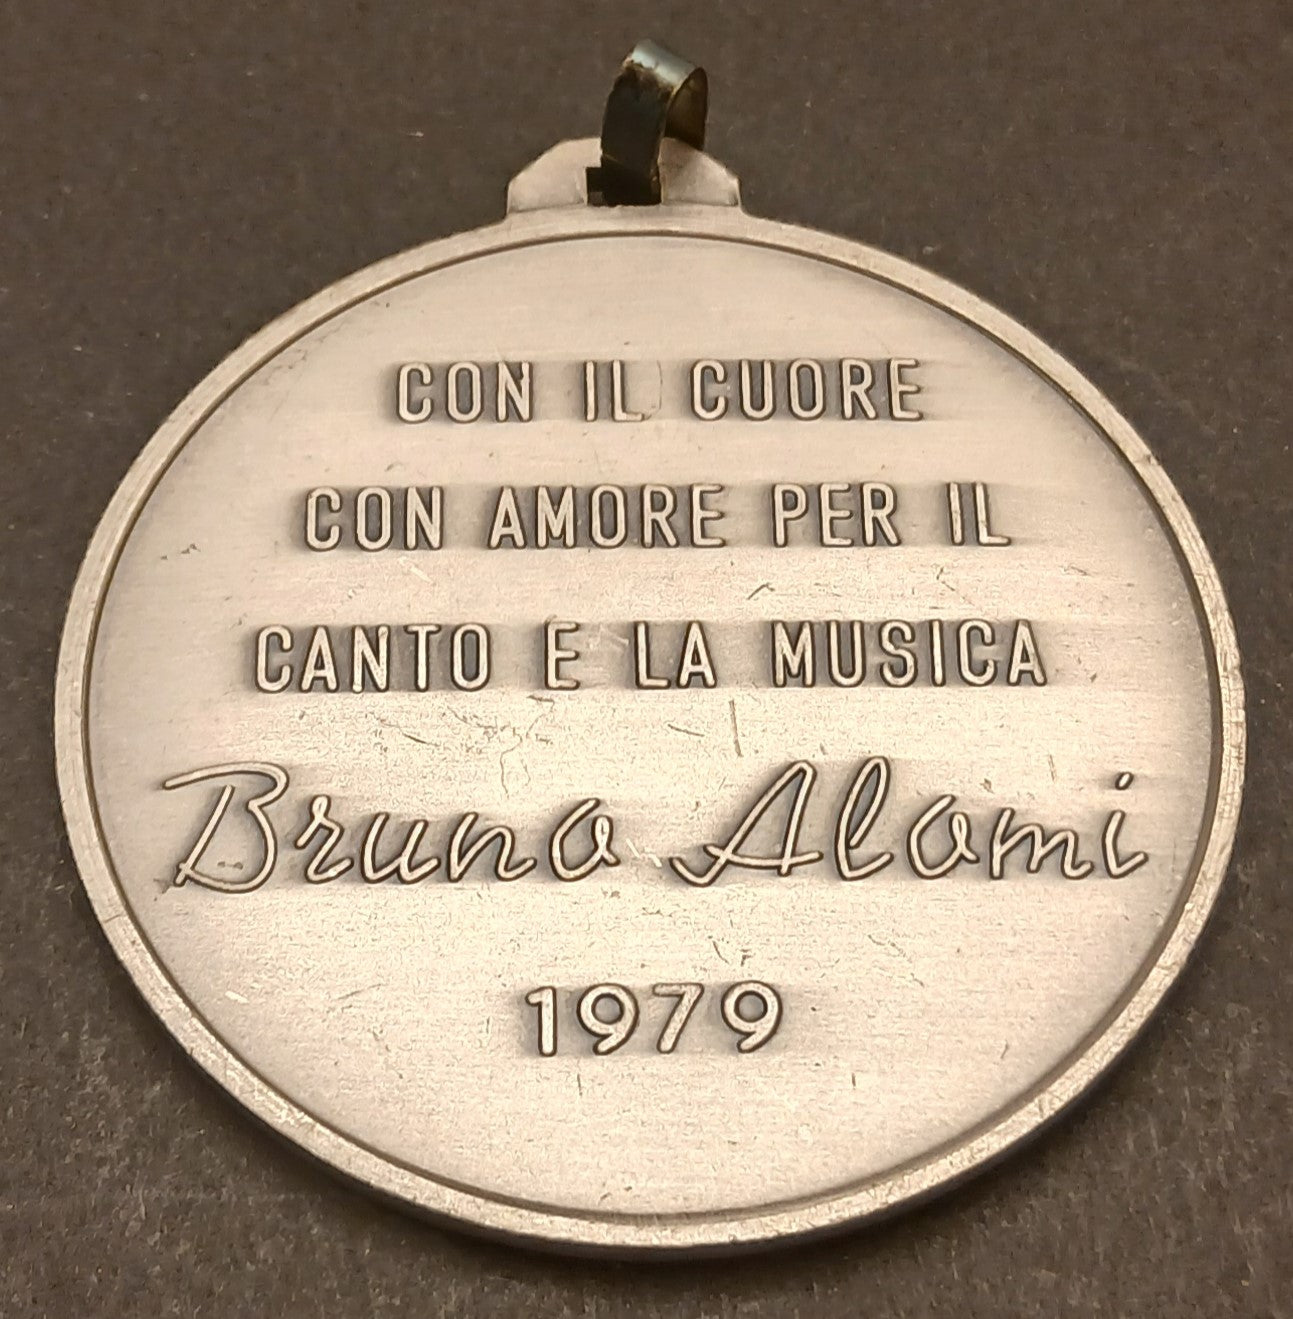 CON IL CUORE
CON AMORE PER IL
CANTO E LA MUSICA
Bruno Alomi
1979